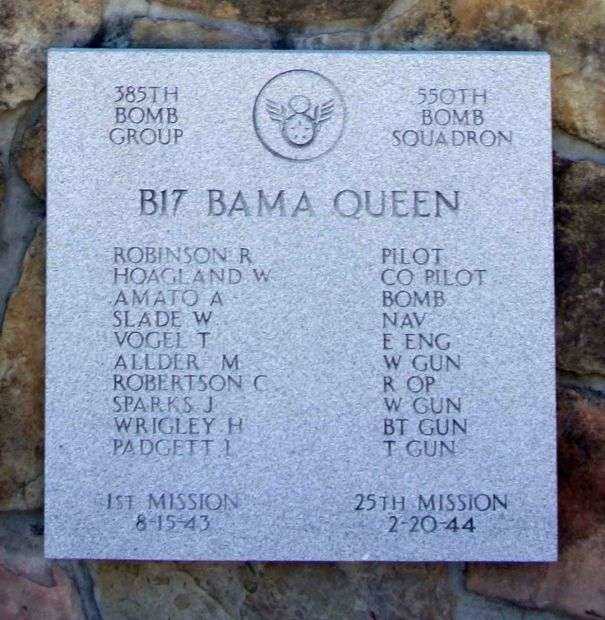 385TH
BOMB
GROUP
550TH
BOMB
SQUADRON
B17 BAMA QUEEN
ROBINSON R PILOT
HOAGLAND W CO PILOT
AMATO A BOMB
SLADE W NAV
VOGEL T E ENG
ALLDER M W GUN
ROBERTSON C R OP
SPARKS J W GUN
WRIGLEY H BT GUN
PADGETT L T GUN
1ST MISSION 25TH MISSION
8-15-43 2-20-44